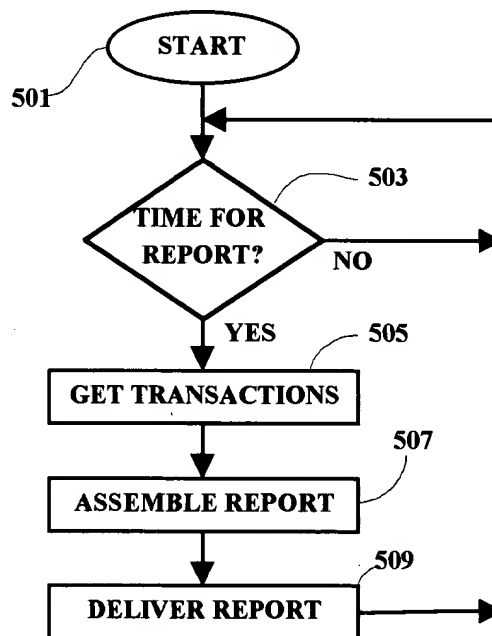 START
501
503
TIME FOR
REPORT?
NO
YES
505
GET TRANSACTIONS
507
ASSEMBLE REPORT
509
DELIVER REPORT